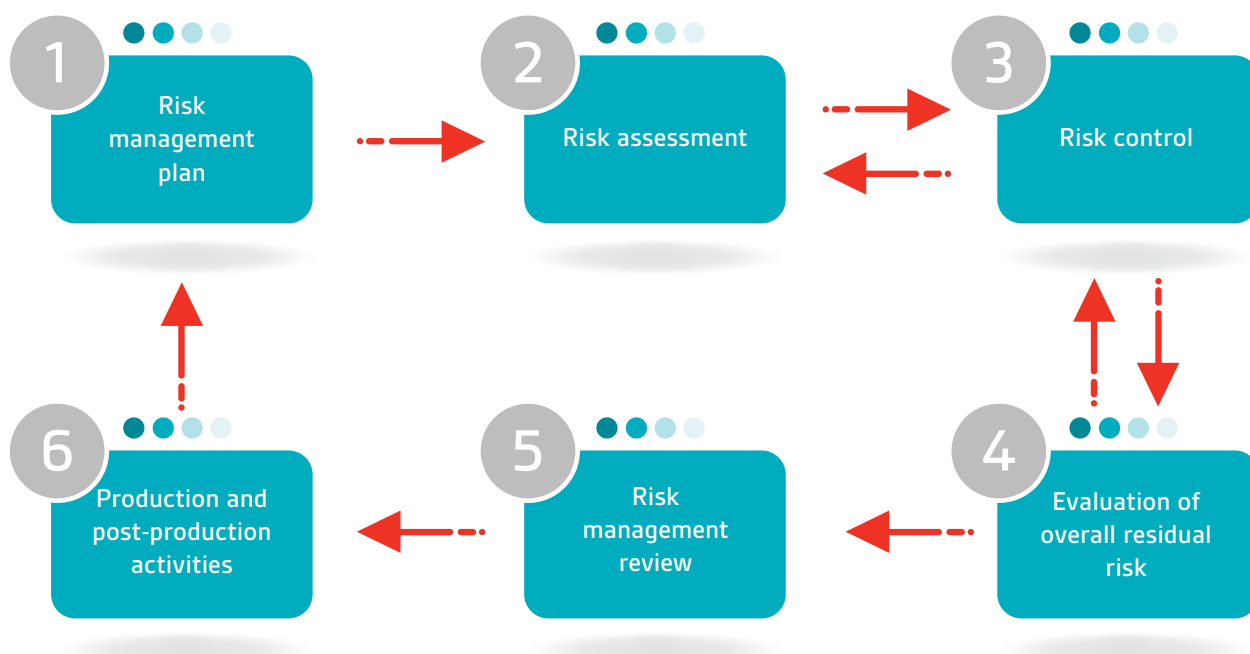 1
Risk
management
plan
2
Risk assessment
3
Risk control
4
Evaluation of
overall residual
risk
5
Risk
management
review
6
Production and
post-production
activities